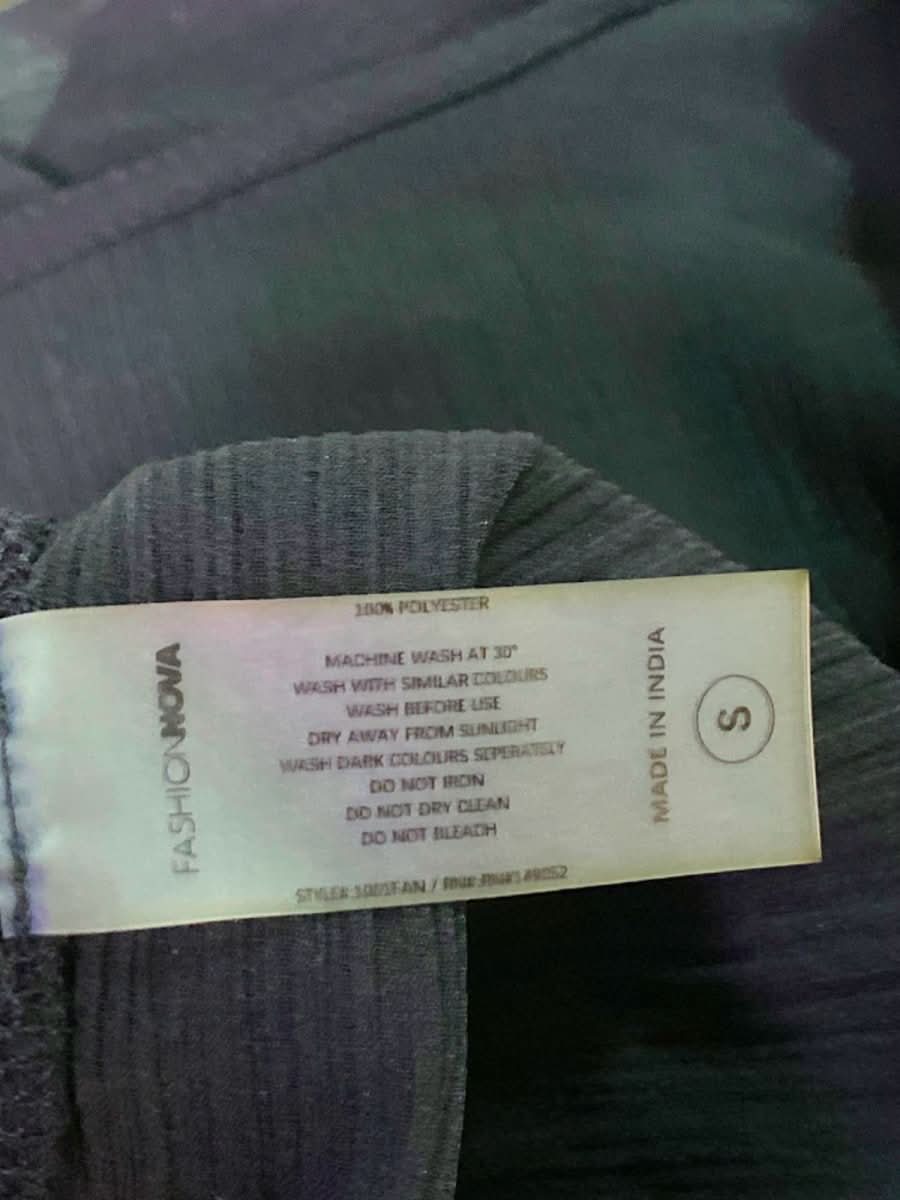 FASHIONNOVA
100% POLYESTER
MACHINE WASH AT 30°
WASH WITH SIMILAR COLOURS
WASH BEFORE USE
DRY AWAY FROM SUNLIGHT
WASH DARK COLOURS SEPERATELY
DO NOT IRON
DO NOT DRY CLEAN
DO NOT BLEACH
STYLE#
MADE IN INDIA
S